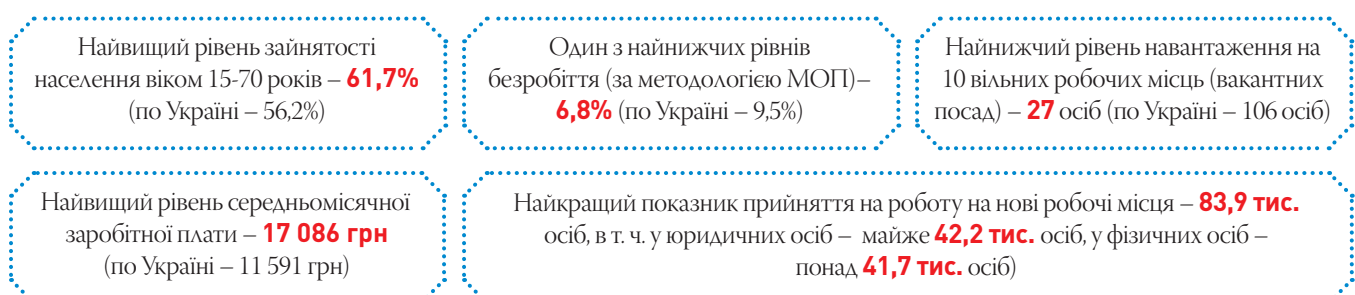 Найвищий рівень зайнятості
населення віком 15-70 років – 61,7%
(по Україні – 56,2%)
Один з найнижчих рівнів
безробіття (за методологією МОП)–
6,8% (по Україні – 9,5%)
Найнижчий рівень навантаження на
10 вільних робочих місць (вакантних
посад) – 27 осіб (по Україні – 106 осіб)
Найвищий рівень середньомісячної
заробітної плати – 17 086 грн
(по Україні – 11 591 грн)
Найкращий показник прийняття на роботу на нові робочі місця – 83,9 тис.
осіб, в т. ч. у юридичних осіб – майже 42,2 тис. осіб, у фізичних осіб –
понад 41,7 тис. осіб)